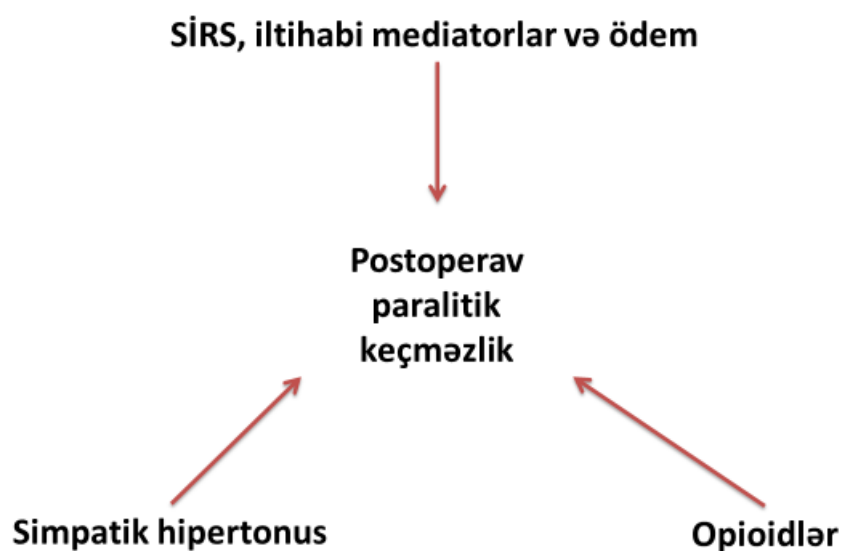 SİRS, iltihabi mediatorlar və ödem
Postoperav
paralitik
keçməzlik
Simpatik hipertonus
Opioidlər